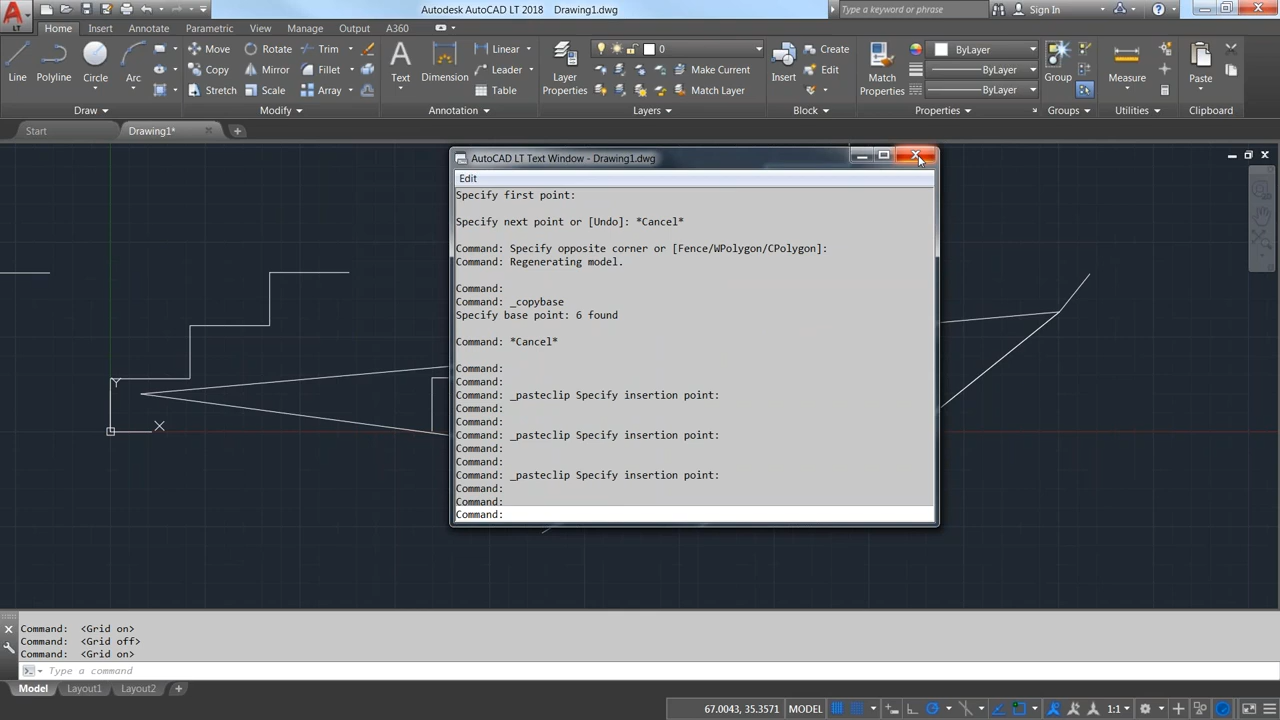 Autodesk AutoCAD LT 2018 Drawing1.dwg
Type a keyword or phrase
Sign In
LT
Home Insert Annotate Parametric View Manage Output A360
Line Polyline Circle Arc
Move Rotate Trim
Copy Mirror Fillet
Stretch Scale Array
Text Dimension
Linear
Leader
Table
Layer
Properties
0
Make Current
Match Layer
Insert
Create
Edit
Match
Properties
ByLayer
ByLayer
ByLayer
Group
Measure
Paste
Draw Modify Annotation Layers Block Properties Groups Utilities Clipboard
Start Drawing1*
AutoCAD LT Text Window - Drawing1.dwg
Edit
Specify first point:
Specify next point or [Undo]: *Cancel*
Command: Specify opposite corner or [Fence/WPolygon/CPolygon]:
Command: Regenerating model.
Command:
Command: _copybase
Specify base point: 6 found
Command: *Cancel*
Command:
Command:
Command: _pasteclip Specify insertion point:
Command:
Command:
Command: _pasteclip Specify insertion point:
Command:
Command:
Command: _pasteclip Specify insertion point:
Command:
Command:
Command:
Y
X
Command: <Grid on>
Command: <Grid off>
Command: <Grid on>
Type a command
Model Layout1 Layout2
67.0043, 35.3571 MODEL 1:1